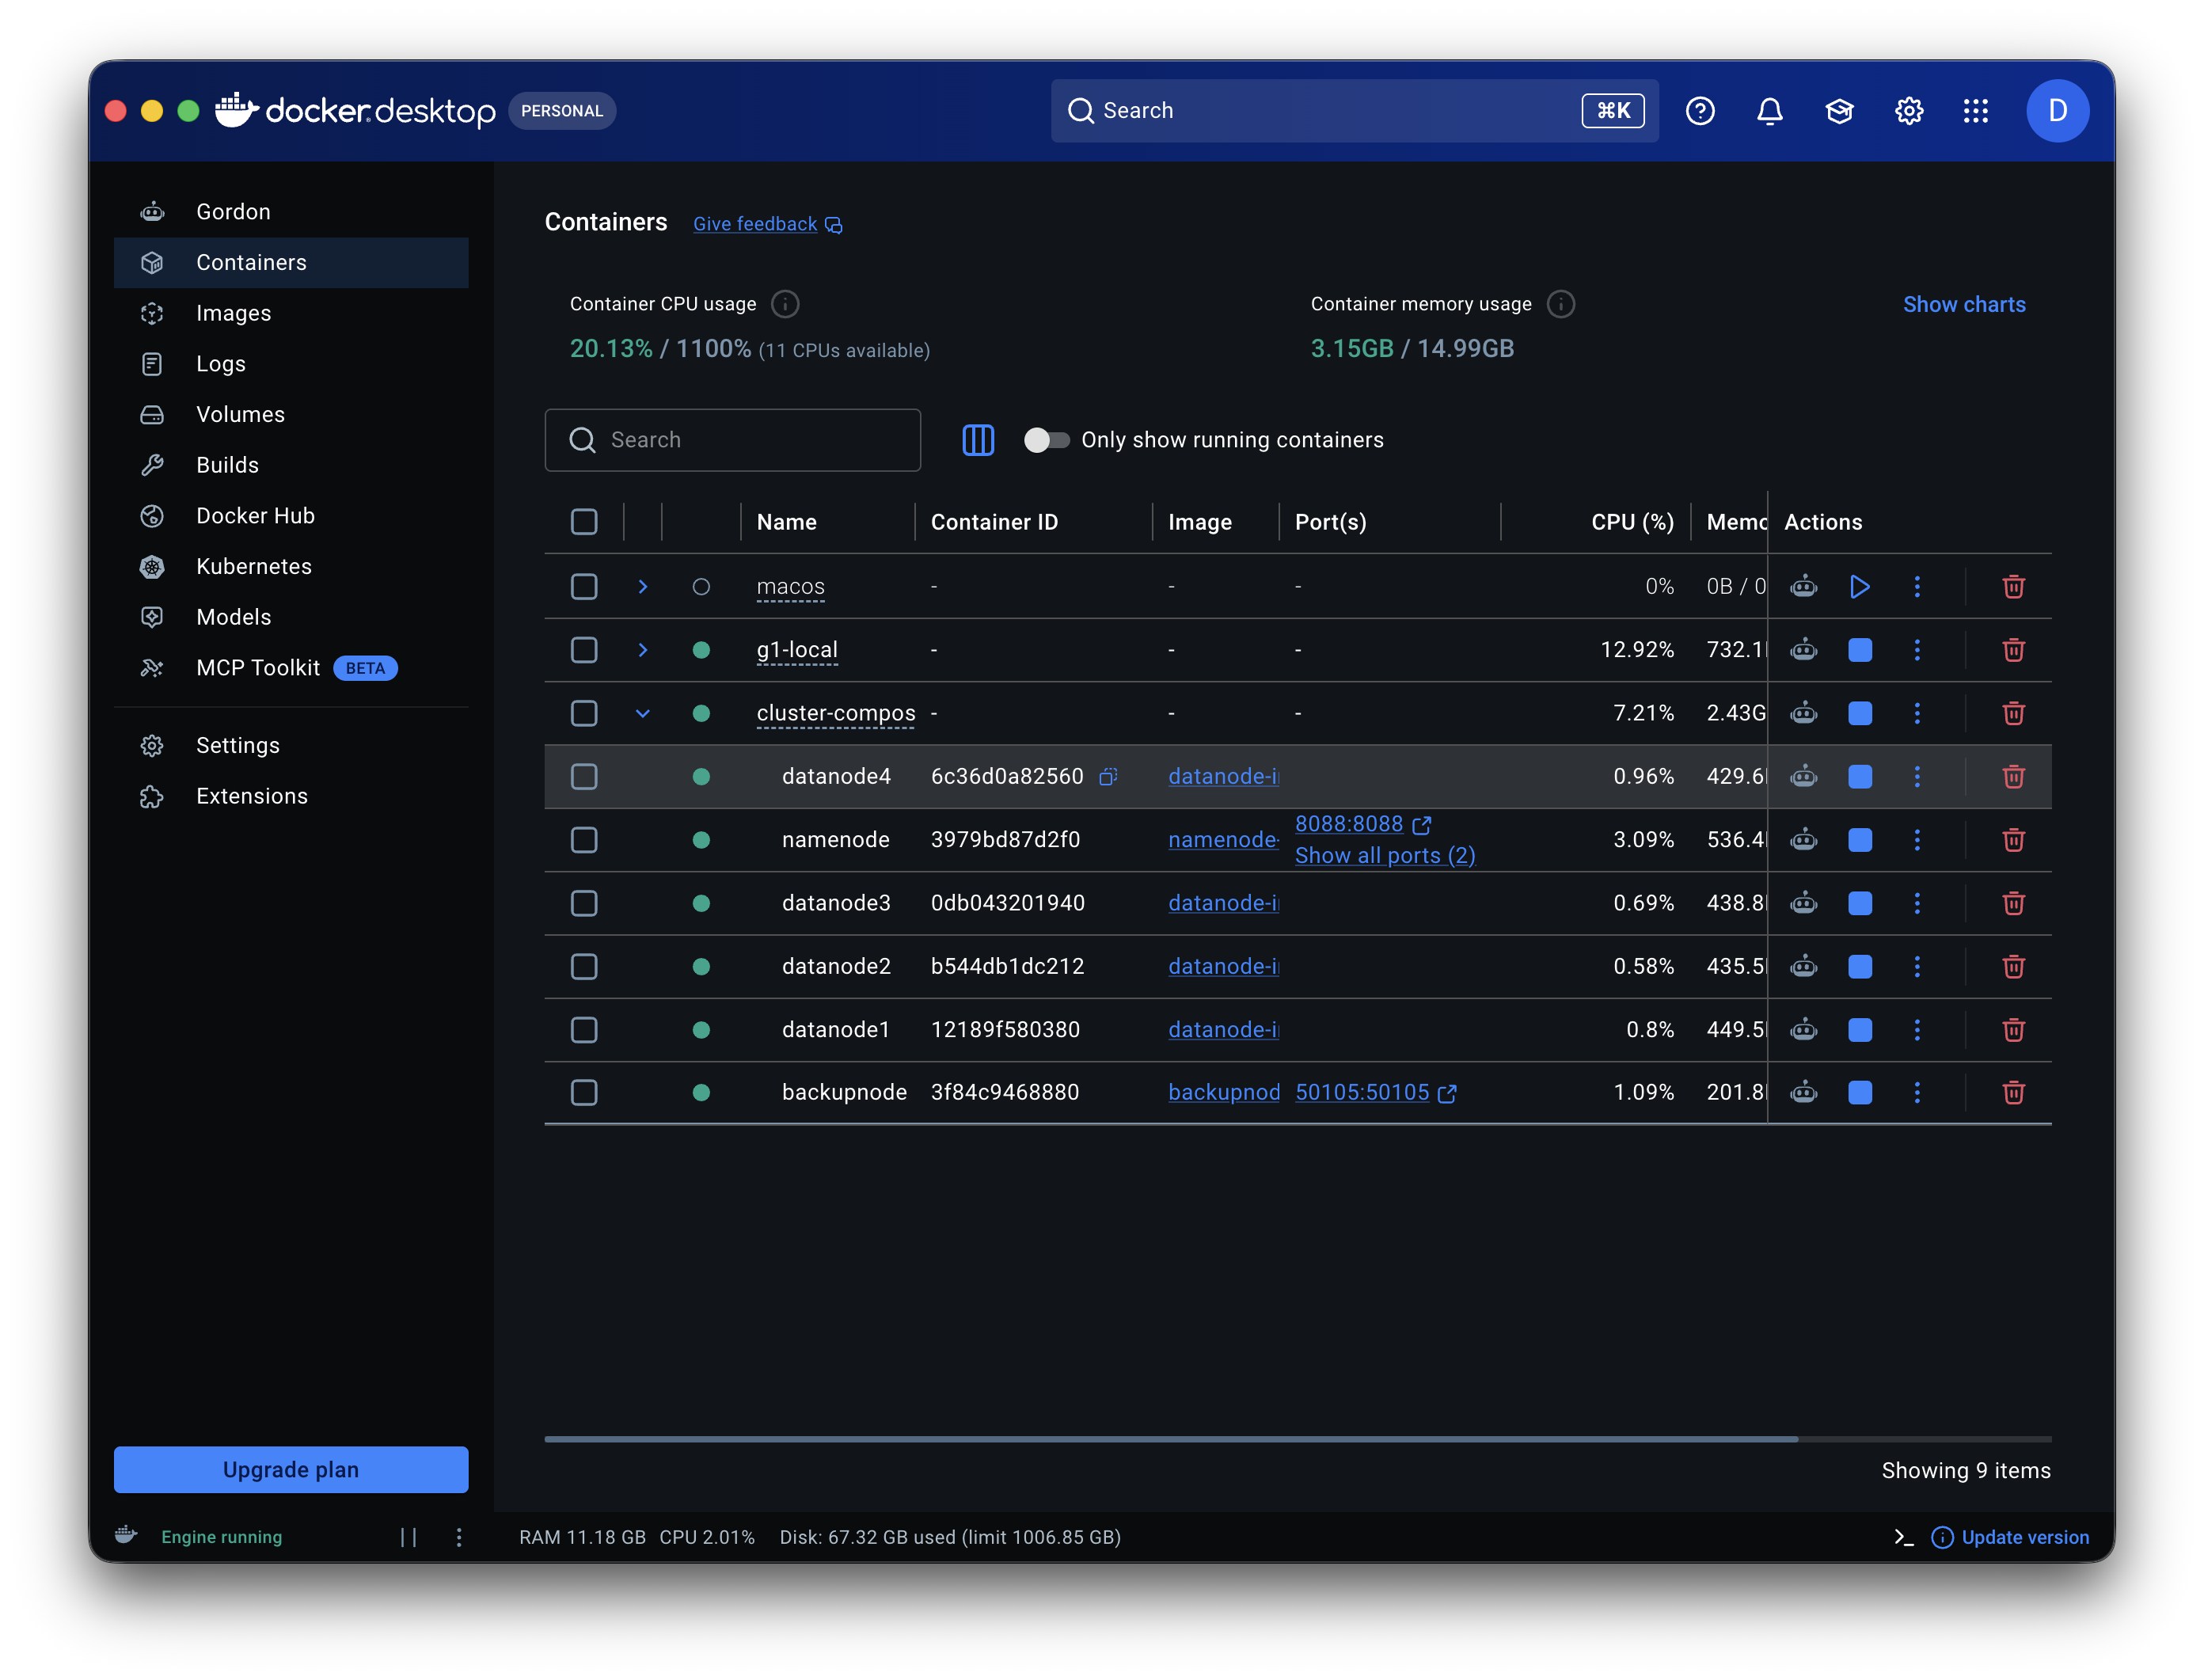 docker.desktop PERSONAL
Search ⌘K
D
Gordon
Containers
Images
Logs
Volumes
Builds
Docker Hub
Kubernetes
Models
MCP Toolkit BETA
Settings
Extensions
Upgrade plan
Containers Give feedback
Container CPU usage
20.13% / 1100% (11 CPUs available)
Container memory usage
3.15GB / 14.99GB
Show charts
Search
Only show running containers
Name Container ID Image Port(s) CPU (%) Memo Actions
macos - - - 0% 0B / 0
g1-local - - - 12.92% 732.1
cluster-compos - - - 7.21% 2.43G
datanode4 6c36d0a82560 datanode-i 0.96% 429.6
namenode 3979bd87d2f0 namenode- 8088:8088 Show all ports (2) 3.09% 536.4
datanode3 0db043201940 datanode-i 0.69% 438.8
datanode2 b544db1dc212 datanode-i 0.58% 435.5
datanode1 12189f580380 datanode-i 0.8% 449.5
backupnode 3f84c9468880 backupnod 50105:50105 1.09% 201.8
Showing 9 items
Engine running
RAM 11.18 GB CPU 2.01% Disk: 67.32 GB used (limit 1006.85 GB)
Update version